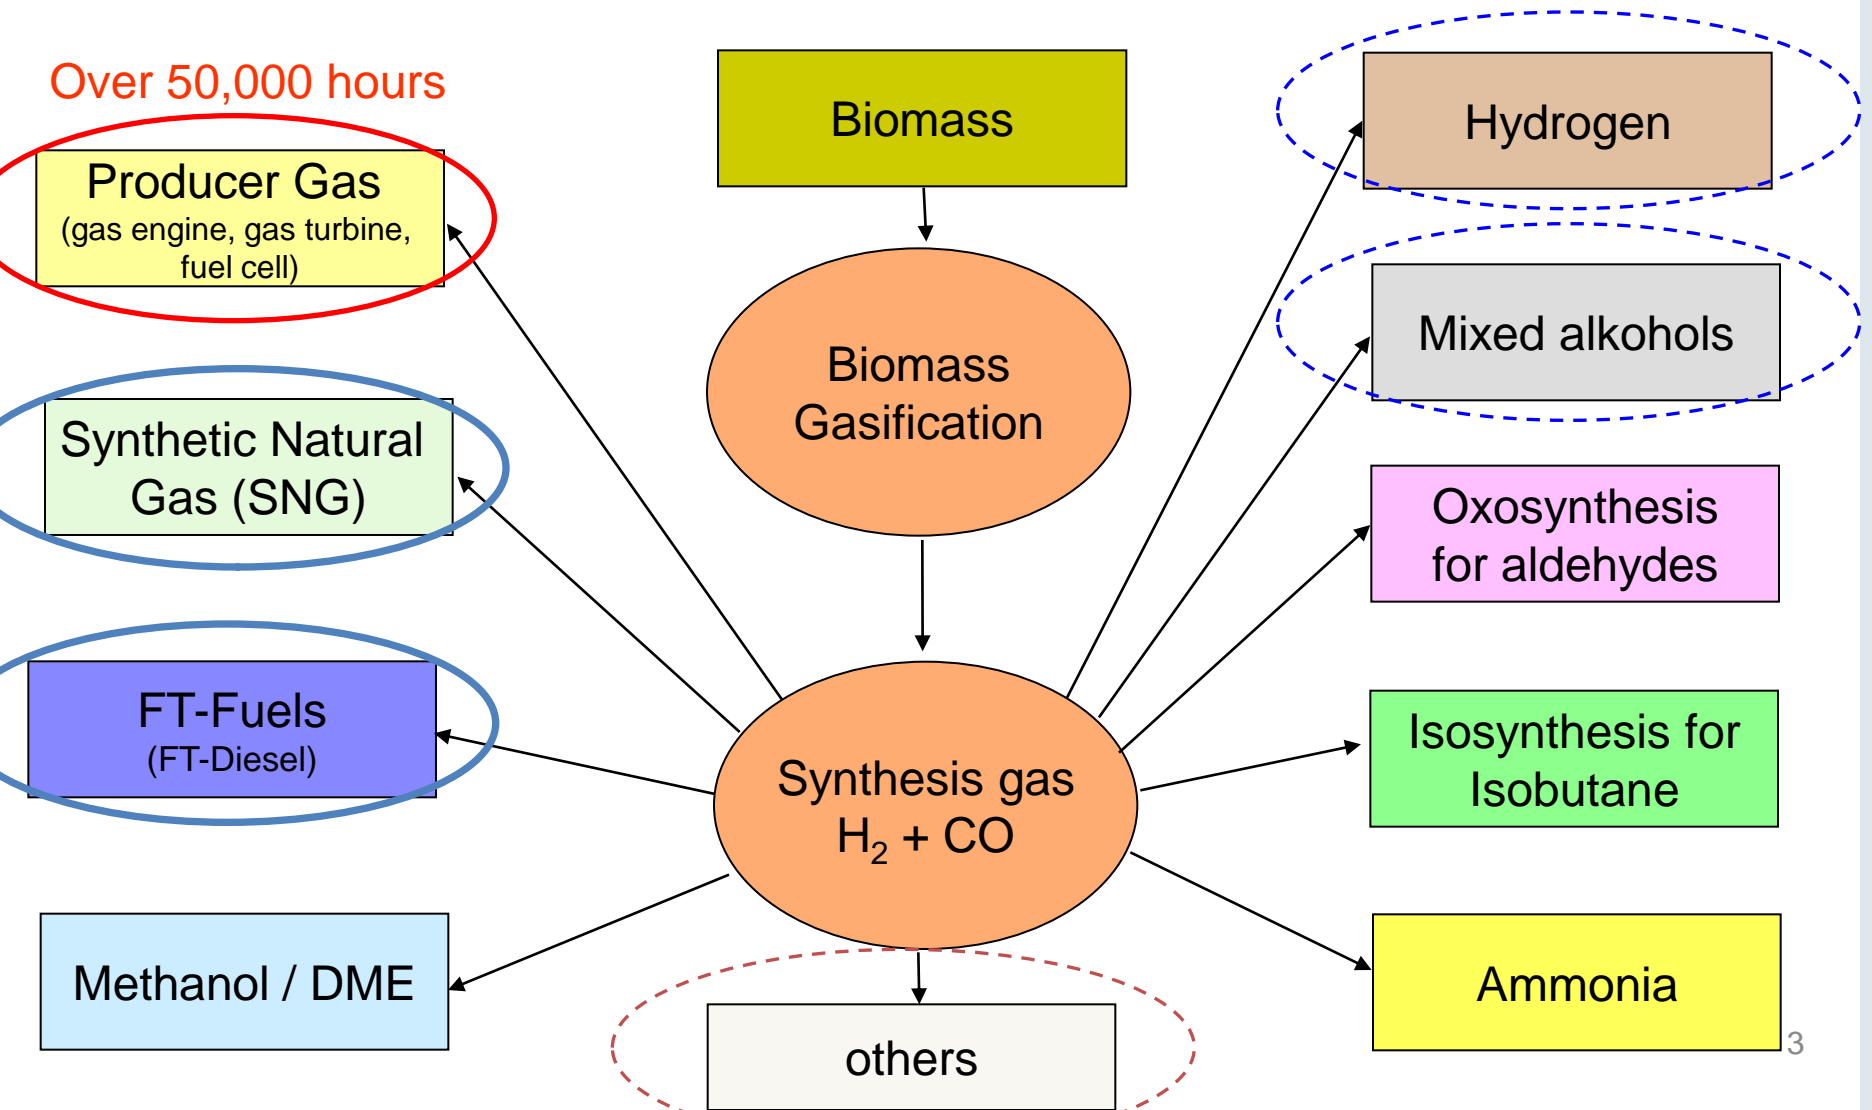 Over 50,000 hours
Producer Gas
(gas engine, gas turbine,
fuel cell)
Synthetic Natural
Gas (SNG)
FT-Fuels
(FT-Diesel)
Methanol / DME
Biomass
Biomass
Gasification
Synthesis gas
H₂ + CO
others
Hydrogen
Mixed alkohols
Oxosynthesis
for aldehydes
Isosynthesis for
Isobutane
Ammonia
3